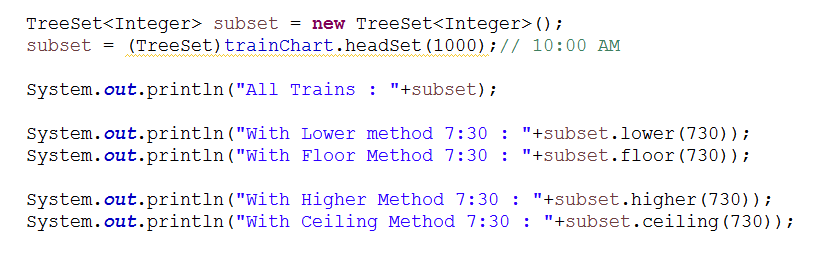 TreeSet<Integer> subset = new TreeSet<Integer>();
subset = (TreeSet)trainChart.headSet(1000);// 10:00 AM
System.out.println("All Trains : "+subset);
System.out.println("With Lower method 7:30 : "+subset.lower(730));
System.out.println("With Floor Method 7:30 : "+subset.floor(730));
System.out.println("With Higher Method 7:30 : "+subset.higher(730));
System.out.println("With Ceiling Method 7:30 : "+subset.ceiling(730));